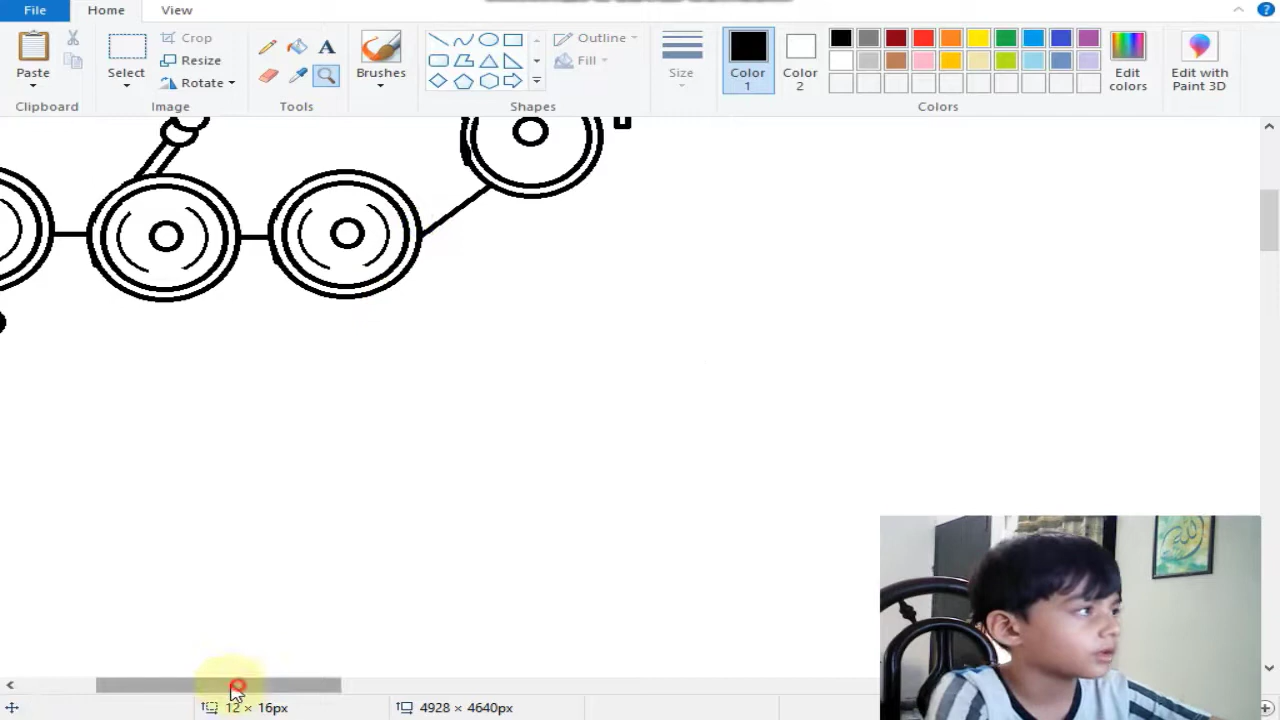 File Home View
Paste
Select
Crop
Resize
Rotate
A
Brushes
Outline
Fill
Size
Color
1
Color
2
Edit
colors
Edit with
Paint 3D
Clipboard Image Tools Shapes Colors
12 × 16px 4928 × 4640px